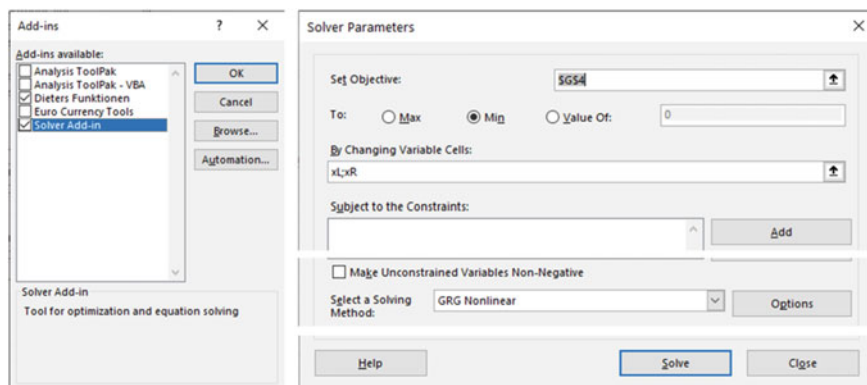 Add-ins ? ×
Add-ins available:
Analysis ToolPak
Analysis ToolPak - VBA
Dieters Funktionen
Euro Currency Tools
Solver Add-in
OK
Cancel
Browse...
Automation...
Solver Add-in
Tool for optimization and equation solving
Solver Parameters ×
Set Objective: $G$4
To: Max Min Value Of: 0
By Changing Variable Cells:
xL;xR
Subject to the Constraints:
Add
Make Unconstrained Variables Non-Negative
Select a Solving Method: GRG Nonlinear Options
Help Solve Close